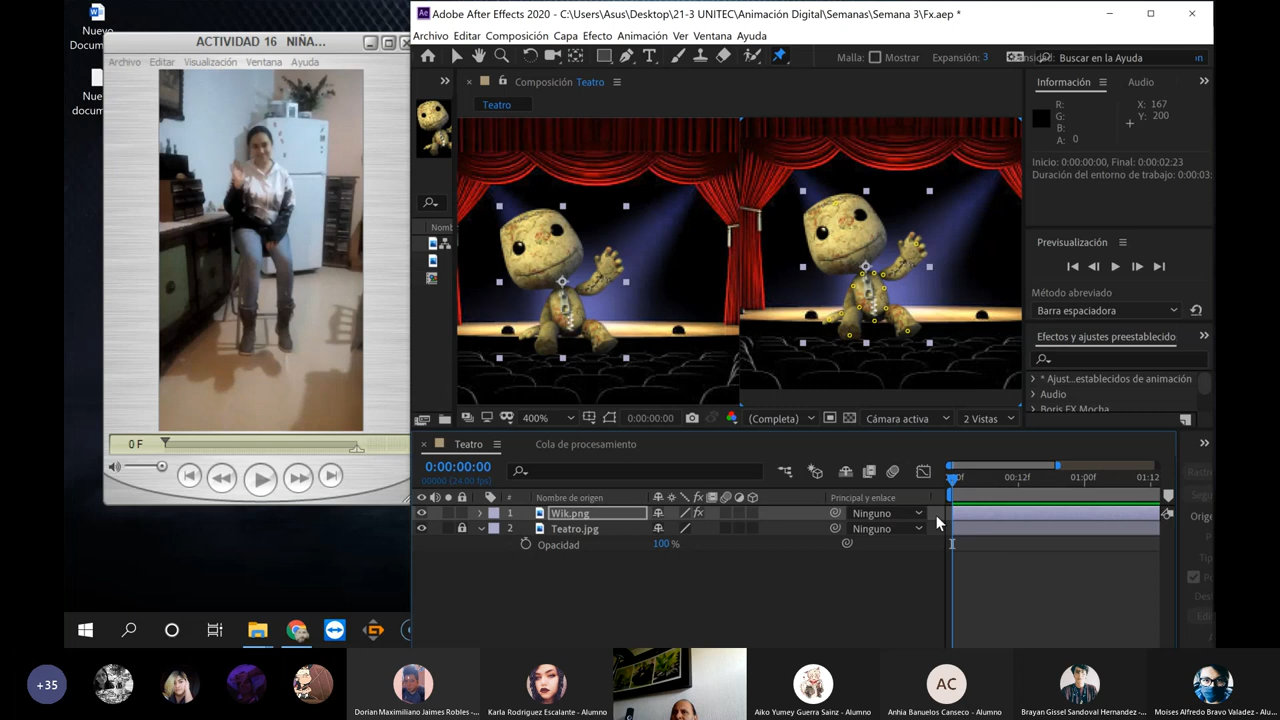 Nuevo
Docum...
Nue
docum...
ACTIVIDAD 16 NIÑA...
Archivo Editar Visualización Ventana Ayuda
0 F
Adobe After Effects 2020 - C:\Users\Asus\Desktop\21-3 UNITEC\Animación Digital\Semanas\Semana 3\Fx.aep *
Archivo Editar Composición Capa Efecto Animación Ver Ventana Ayuda
Malla: Mostrar Expansión: 3
Buscar en la Ayuda
Composición Teatro
Teatro
Nomb
400%
0:00:00:00
(Completa)
Cámara activa
2 Vistas
Información Audio
R:
G:
B:
A: 0
X: 167
Y: 200
Inicio: 0:00:00:00, Final: 0:00:02:23
Duración del entorno de trabajo: 0:00:03:
Previsualización
Método abreviado
Barra espaciadora
Efectos y ajustes preestablecido
* Ajust...establecidos de animación
Audio
Boris FX Mocha
Teatro
Cola de procesamiento
0:00:00:00
00000 (24.00 fps)
00:12f 01:00f 01:12
# Nombre de origen Principal y enlace
1 Wik.png Ninguno
2 Teatro.jpg Ninguno
Opacidad 100 %
Orige
+35
Dorian Maximiliano Jaimes Robles -...
Karla Rodriguez Escalante - Alumno
Aiko Yumey Guerra Sainz - Alumno
AC
Anhia Banuelos Canseco - Alumno
Brayan Gissel Sandoval Hernandez -...
Moises Alfredo Bravo Valadez - Alu...